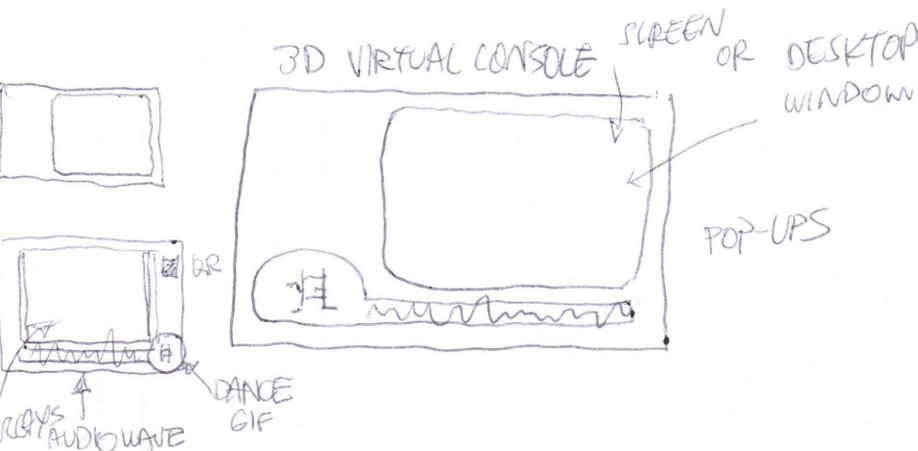 3D VIRTUAL CONSOLE
SCREEN
OR DESKTOP
WINDOW
POP-UPS
QR
DANCE
GIF
AUDIOWAVE